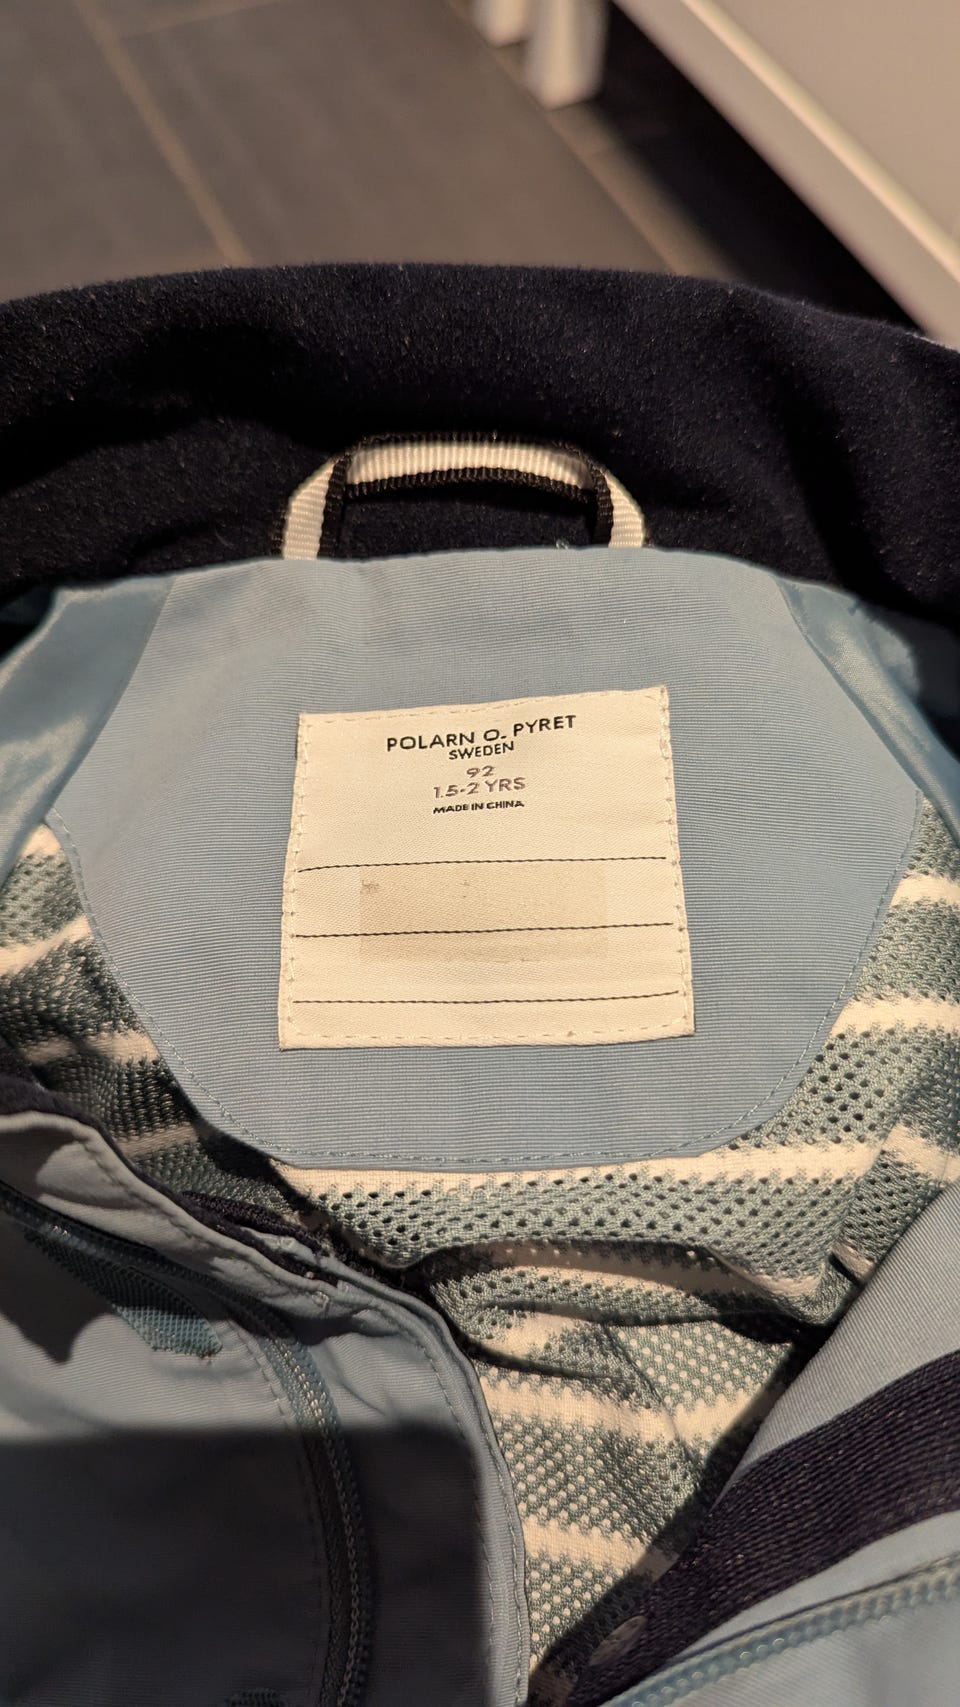 POLARN O. PYRET
SWEDEN
92
1.5-2 YRS
MADE IN CHINA